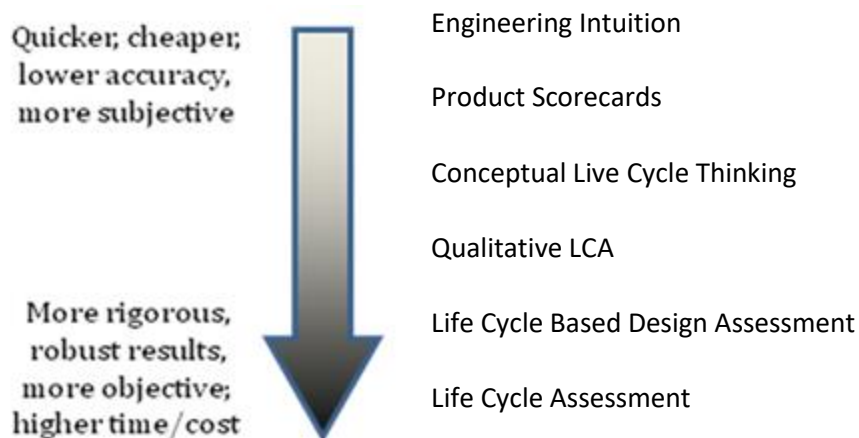 Quicker, cheaper,
lower accuracy,
more subjective
More rigorous,
robust results,
more objective;
higher time/cost
Engineering Intuition
Product Scorecards
Conceptual Live Cycle Thinking
Qualitative LCA
Life Cycle Based Design Assessment
Life Cycle Assessment